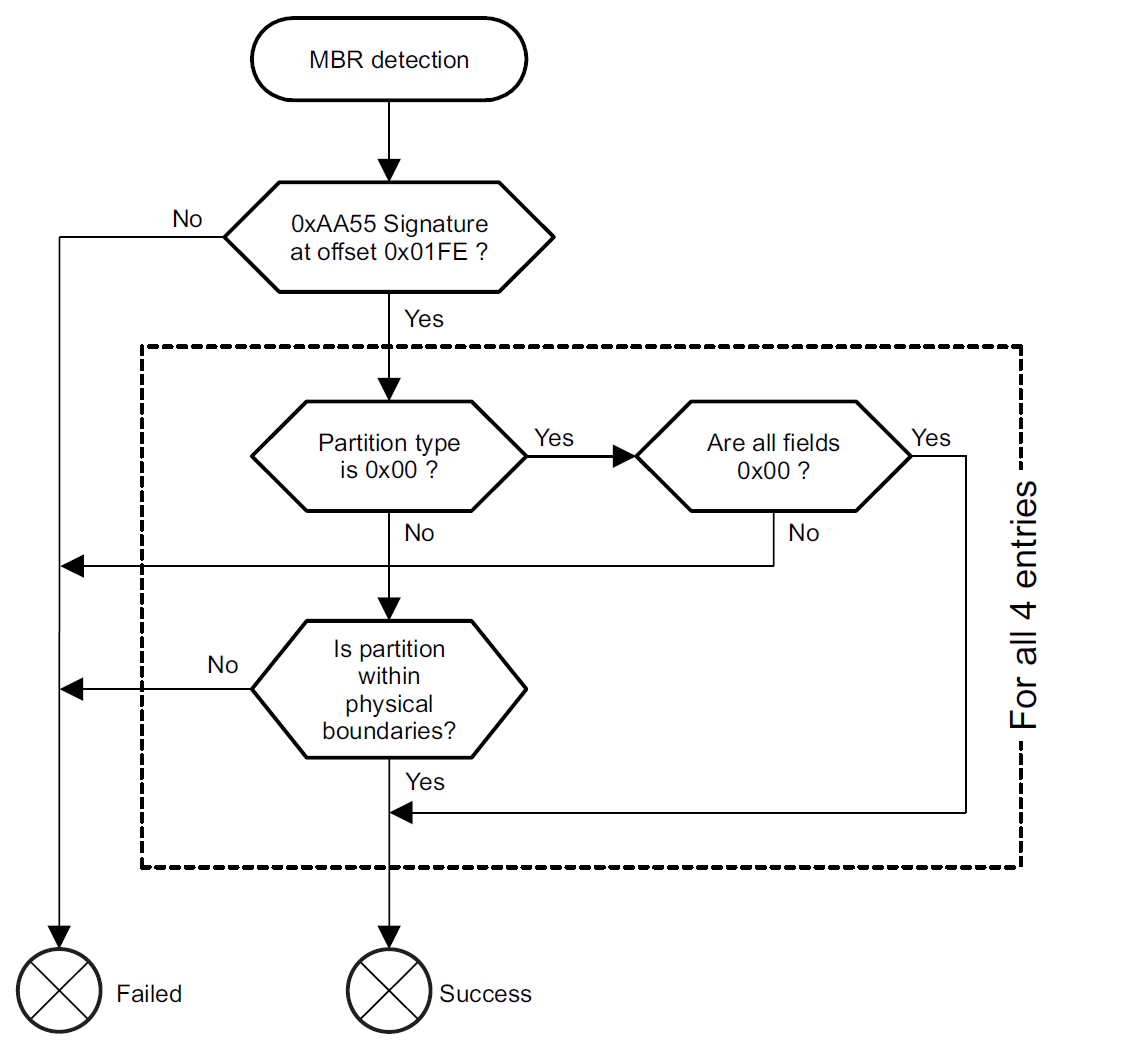 MBR detection
No
0xAA55 Signature
at offset 0x01FE ?
Yes
Partition type
is 0x00 ?
Yes
Are all fields
0x00 ?
Yes
No
No
For all 4 entries
No
Is partition
within
physical
boundaries?
Yes
Failed
Success